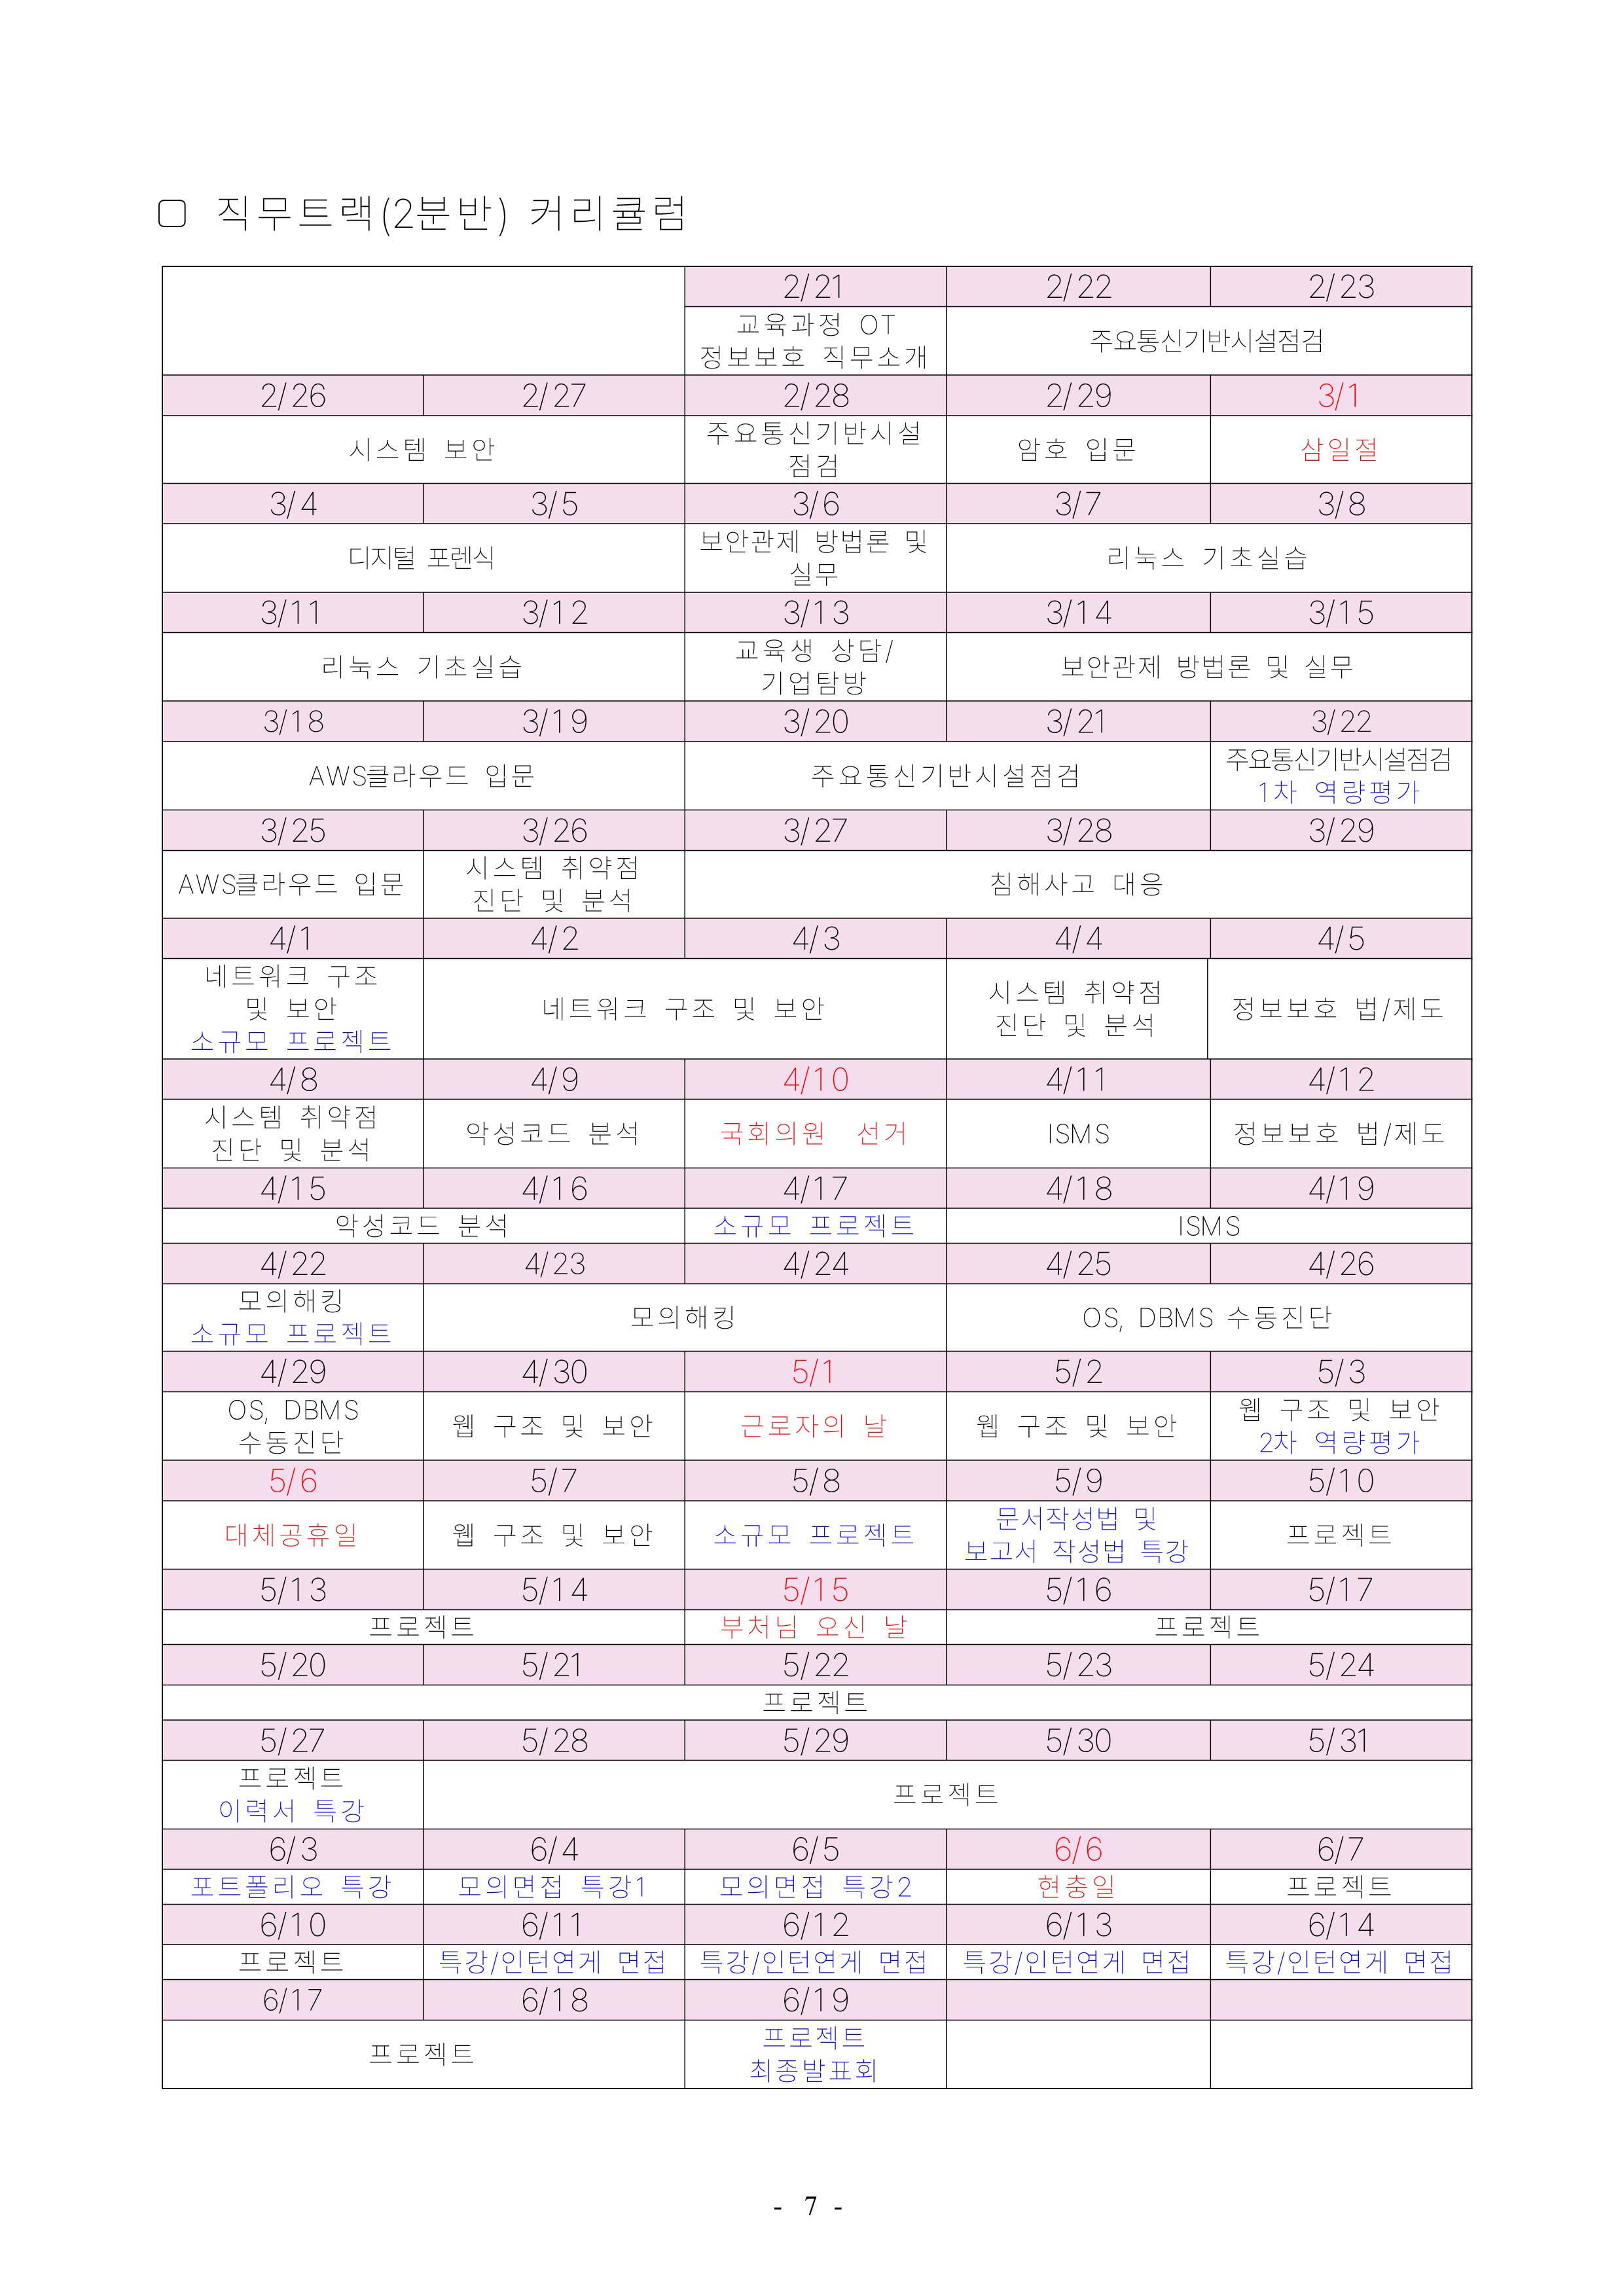 ▢ 직무트랙(2분반) 커리큘럼
2/21 2/22 2/23
교육과정 OT
정보보호 직무소개
주요통신기반시설점검
2/26 2/27 2/28 2/29 3/1
시스템 보안
주요통신기반시설
점검
암호 입문
삼일절
3/4 3/5 3/6 3/7 3/8
디지털 포렌식
보안관제 방법론 및
실무
리눅스 기초실습
3/11 3/12 3/13 3/14 3/15
리눅스 기초실습
교육생 상담/
기업탐방
보안관제 방법론 및 실무
3/18 3/19 3/20 3/21 3/22
AWS클라우드 입문
주요통신기반시설점검
주요통신기반시설점검
1차 역량평가
3/25 3/26 3/27 3/28 3/29
AWS클라우드 입문
시스템 취약점
진단 및 분석
침해사고 대응
4/1 4/2 4/3 4/4 4/5
네트워크 구조
및 보안
소규모 프로젝트
네트워크 구조 및 보안
시스템 취약점
진단 및 분석
정보보호 법/제도
4/8 4/9 4/10 4/11 4/12
시스템 취약점
진단 및 분석
악성코드 분석
국회의원 선거
ISMS
정보보호 법/제도
4/15 4/16 4/17 4/18 4/19
악성코드 분석
소규모 프로젝트
ISMS
4/22 4/23 4/24 4/25 4/26
모의해킹
소규모 프로젝트
모의해킹
OS, DBMS 수동진단
4/29 4/30 5/1 5/2 5/3
OS, DBMS
수동진단
웹 구조 및 보안
근로자의 날
웹 구조 및 보안
웹 구조 및 보안
2차 역량평가
5/6 5/7 5/8 5/9 5/10
대체공휴일
웹 구조 및 보안
소규모 프로젝트
문서작성법 및
보고서 작성법 특강
프로젝트
5/13 5/14 5/15 5/16 5/17
프로젝트
부처님 오신 날
프로젝트
5/20 5/21 5/22 5/23 5/24
프로젝트
5/27 5/28 5/29 5/30 5/31
프로젝트
이력서 특강
프로젝트
6/3 6/4 6/5 6/6 6/7
포트폴리오 특강
모의면접 특강1
모의면접 특강2
현충일
프로젝트
6/10 6/11 6/12 6/13 6/14
프로젝트
특강/인턴연게 면접
특강/인턴연게 면접
특강/인턴연게 면접
특강/인턴연게 면접
6/17 6/18 6/19
프로젝트
프로젝트
최종발표회
- 7 -